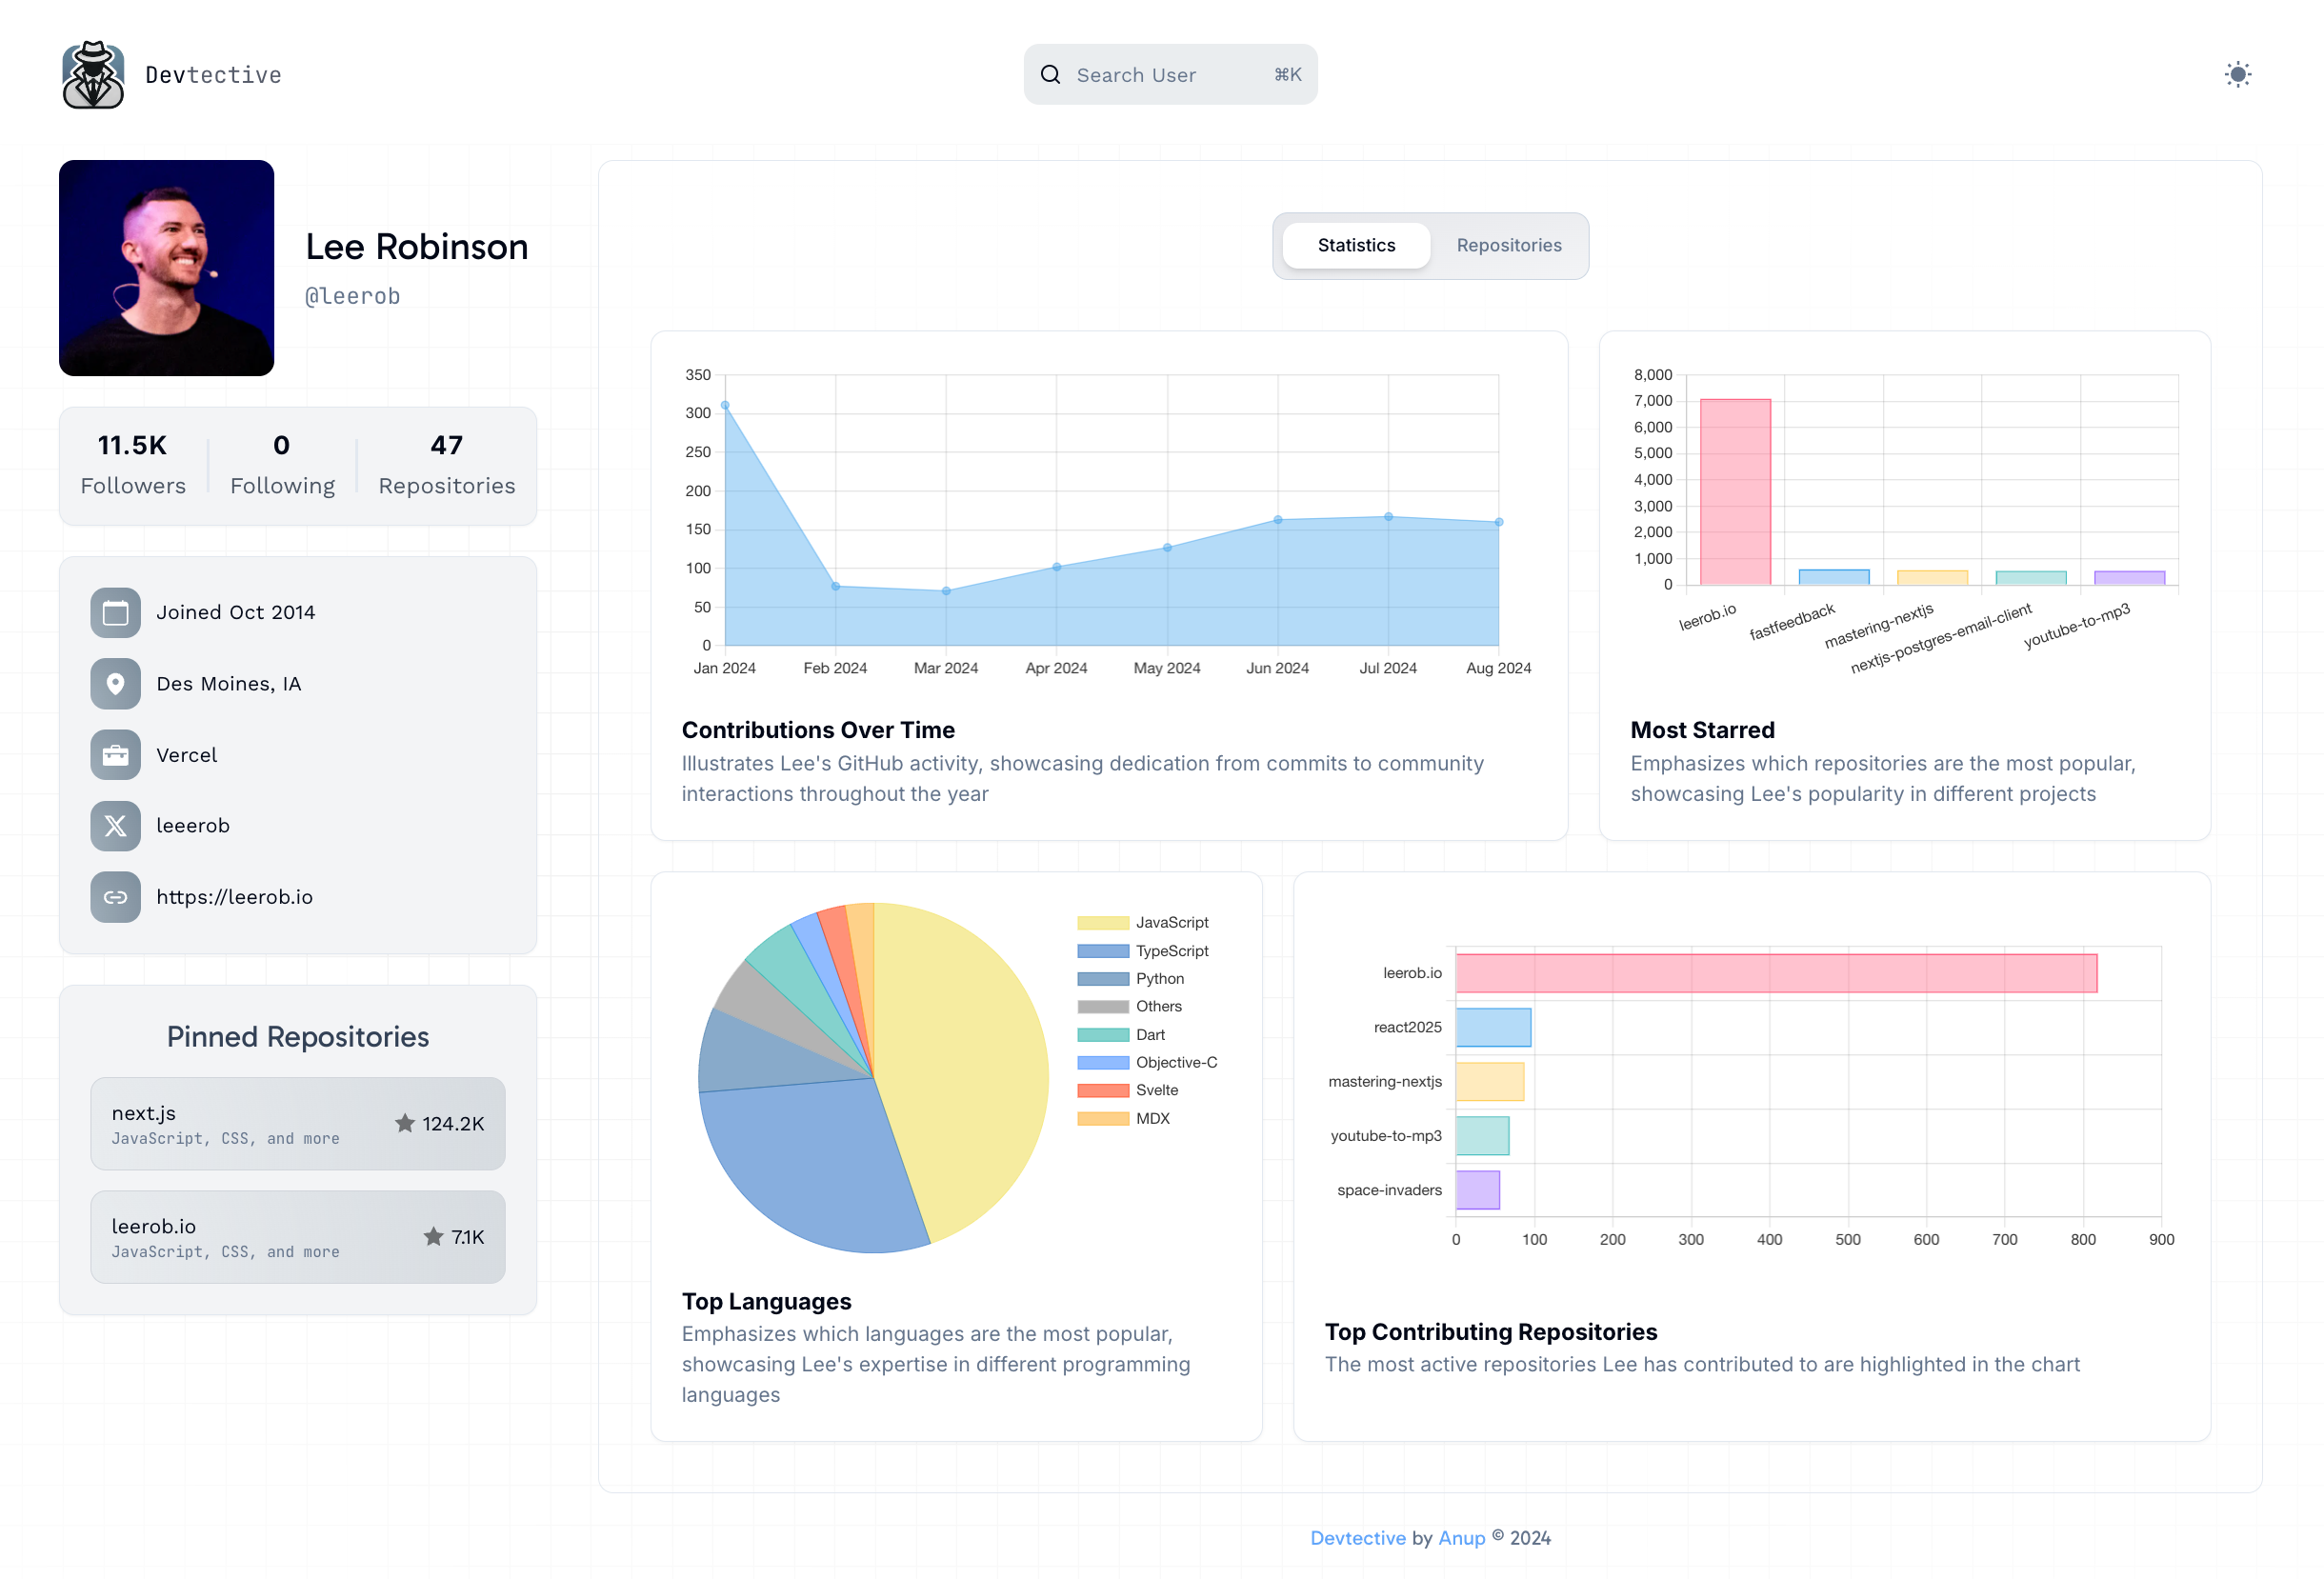 Devtective
Search User ⌘K
Lee Robinson
@leerob
11.5K 0 47
Followers Following Repositories
Joined Oct 2014
Des Moines, IA
Vercel
leeerob
https://leerob.io
Pinned Repositories
next.js
JavaScript, CSS, and more
124.2K
leerob.io
JavaScript, CSS, and more
7.1K
Statistics Repositories
350
300
250
200
150
100
50
0
Jan 2024 Feb 2024 Mar 2024 Apr 2024 May 2024 Jun 2024 Jul 2024 Aug 2024
Contributions Over Time
Illustrates Lee's GitHub activity, showcasing dedication from commits to community
interactions throughout the year
8,000
7,000
6,000
5,000
4,000
3,000
2,000
1,000
0
leerob.io
fastfeedback
mastering-nextjs
nextjs-postgres-email-client
youtube-to-mp3
Most Starred
Emphasizes which repositories are the most popular,
showcasing Lee's popularity in different projects
JavaScript
TypeScript
Python
Others
Dart
Objective-C
Svelte
MDX
Top Languages
Emphasizes which languages are the most popular,
showcasing Lee's expertise in different programming
languages
leerob.io
react2025
mastering-nextjs
youtube-to-mp3
space-invaders
0 100 200 300 400 500 600 700 800 900
Top Contributing Repositories
The most active repositories Lee has contributed to are highlighted in the chart
Devtective by Anup © 2024